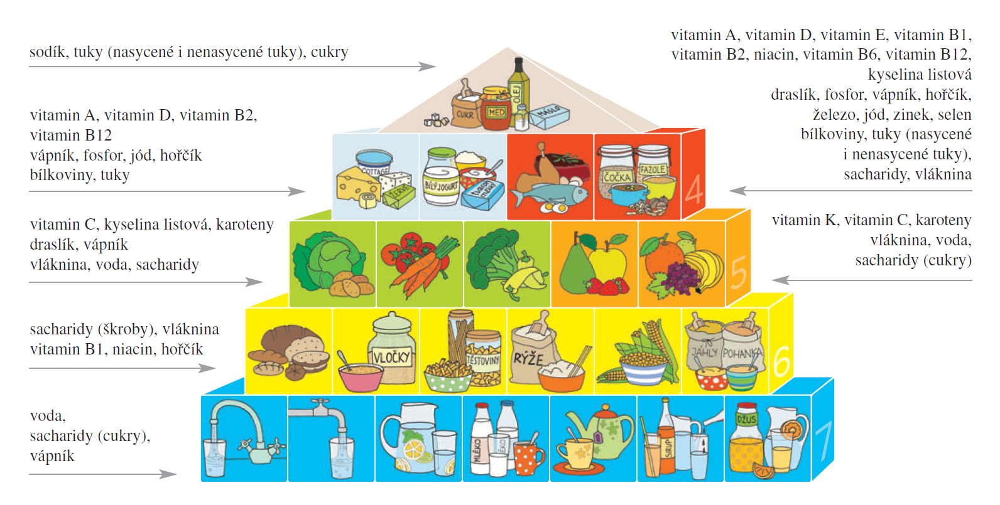 sodík, tuky (nasycené i nenasycené tuky), cukry
vitamin A, vitamin D, vitamin B2,
vitamin B12
vápník, fosfor, jód, hořčík
bílkoviny, tuky
vitamin C, kyselina listová, karoteny
draslík, vápník
vláknina, voda, sacharidy
sacharidy (škroby), vláknina
vitamin B1, niacin, hořčík
voda,
sacharidy (cukry),
vápník
vitamin A, vitamin D, vitamin E, vitamin B1,
vitamin B2, niacin, vitamin B6, vitamin B12,
kyselina listová
draslík, fosfor, vápník, hořčík,
železo, jód, zinek, selen
bílkoviny, tuky (nasycené
i nenasycené tuky),
sacharidy, vláknina
vitamin K, vitamin C, karoteny
vláknina, voda,
sacharidy (cukry)
OLEJ
CUKR
MED
MÁSLO
COTTAGE
ŽERVÉ
BÍLÝ JOGURT
tvaroh
měkký
ČOČKA
FAZOLE
4
5
VLOČKY
TĚSTOVINY
RÝŽE
JÁHLY
POHANKA
6
MLÉKO
MLÉKO
SIRUP
DŽUS
7